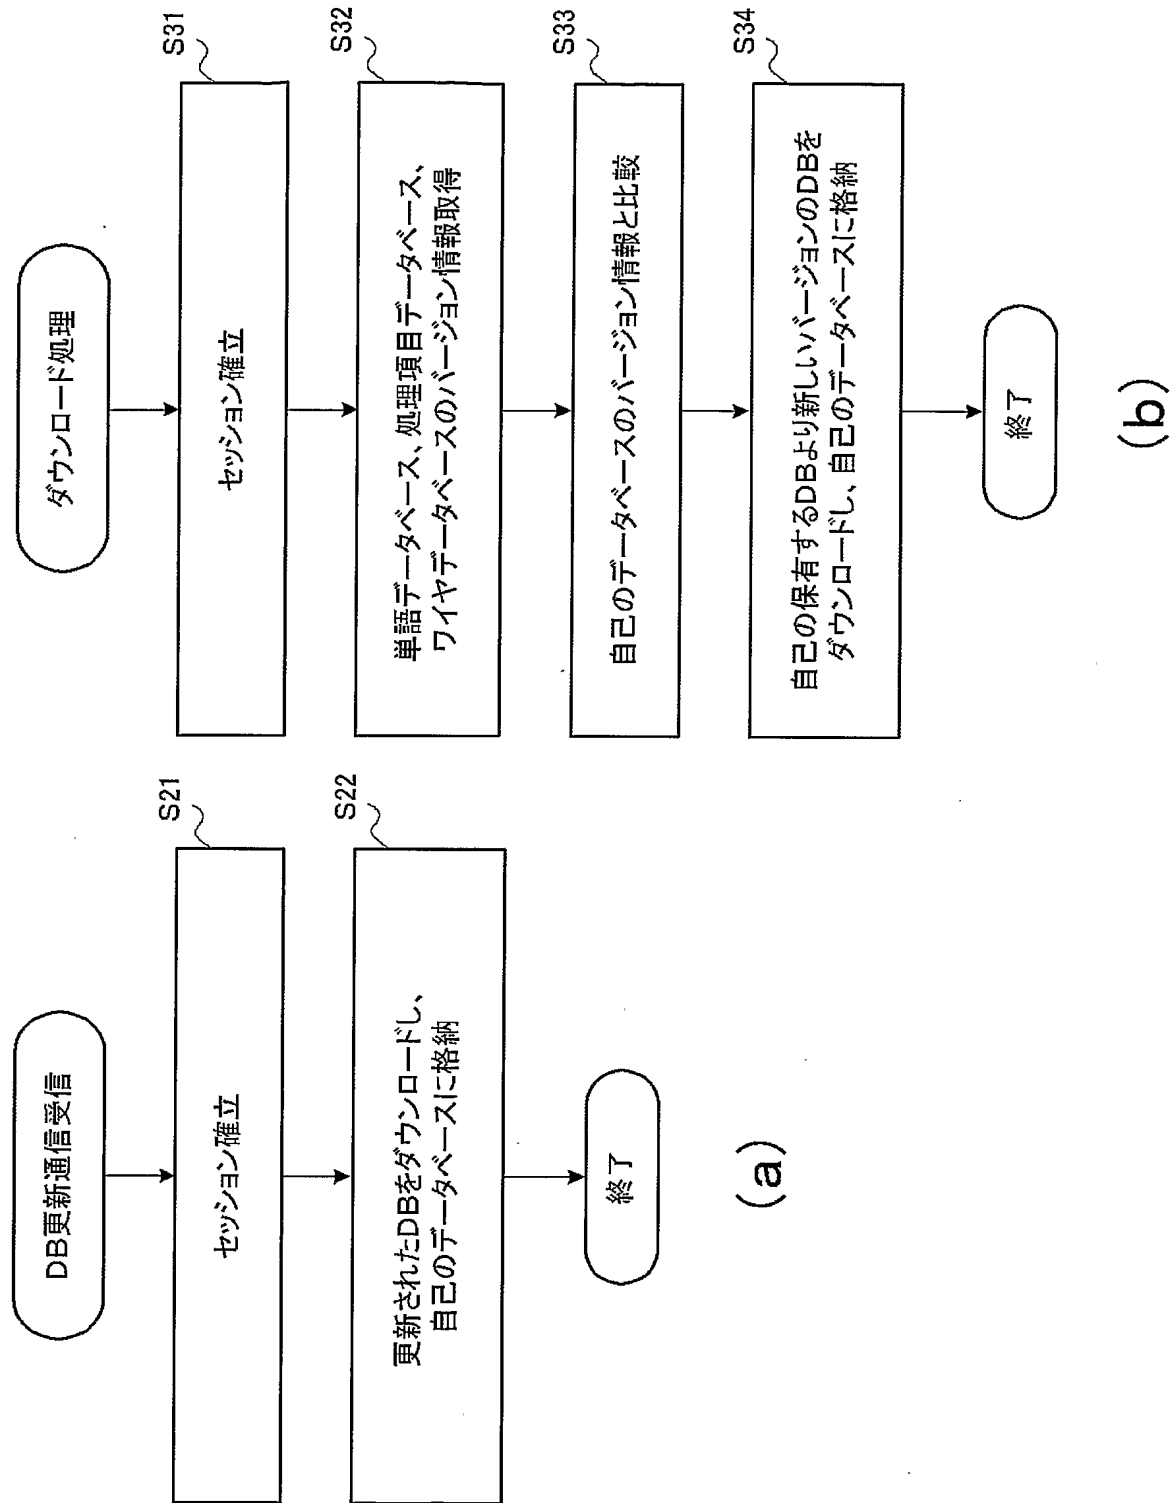 DB更新通信受信
S21
セッション確立
S22
更新されたDBをダウンロードし、
自己のデータベースに格納
終了
(a)
ダウンロード処理
S31
セッション確立
S32
単語データベース、処理項目データベース、
ワイヤデータベースのバージョン情報取得
S33
自己のデータベースのバージョン情報と比較
S34
自己の保有するDBより新しいバージョンのDBを
ダウンロードし、自己のデータベースに格納
終了
(b)